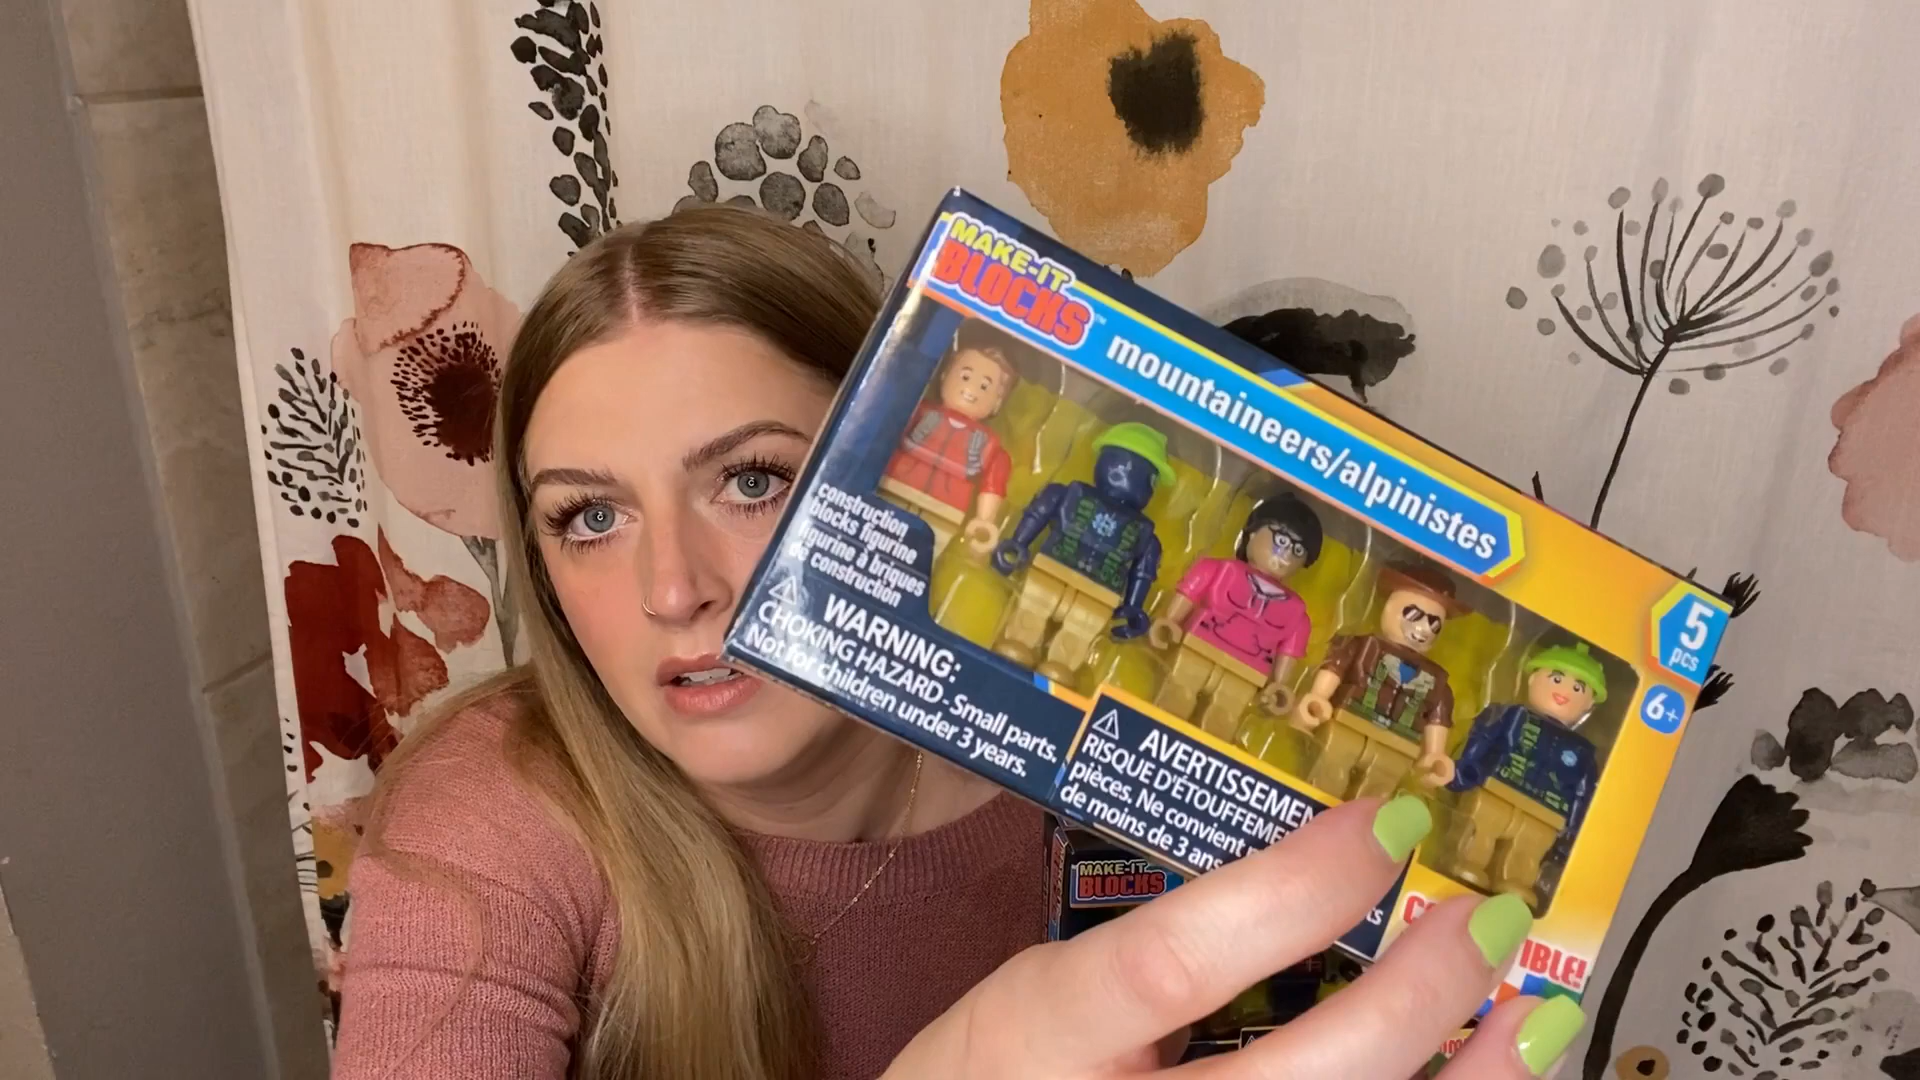 MAKE-IT
BLOCKS™
mountaineers/alpinistes
5
pcs
6+
construction
blocks figurine
figurine à briques
de construction
WARNING:
CHOKING HAZARD - Small parts.
Not for children under 3 years.
AVERTISSEMEN
RISQUE D'ÉTOUFFEME
pièces. Ne convient
de moins de 3 ans
IBLE!
MAKE-IT
BLOCKS